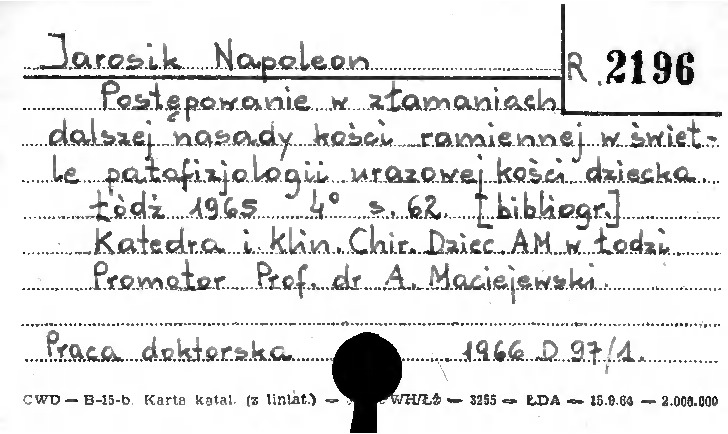 Jarosik Napoleon
R. 2196
Postępowanie w złamaniach
dalszej nasady kości ramiennej w świet-
le patofizjologii urazowej kości dziecka.
Łódź 1965 4° s. 62. [bibliogr.]
Katedra i Klin. Chir. Dziec. AM w Łodzi.
Promotor Prof. dr A. Maciejewski.
Praca doktorska 1966 D 97/1.
CWD — B-15-b. Karta katal. (z liniat.) — WH/Łź — 3255 — ŁDA — 15.9.64 — 2.000.000